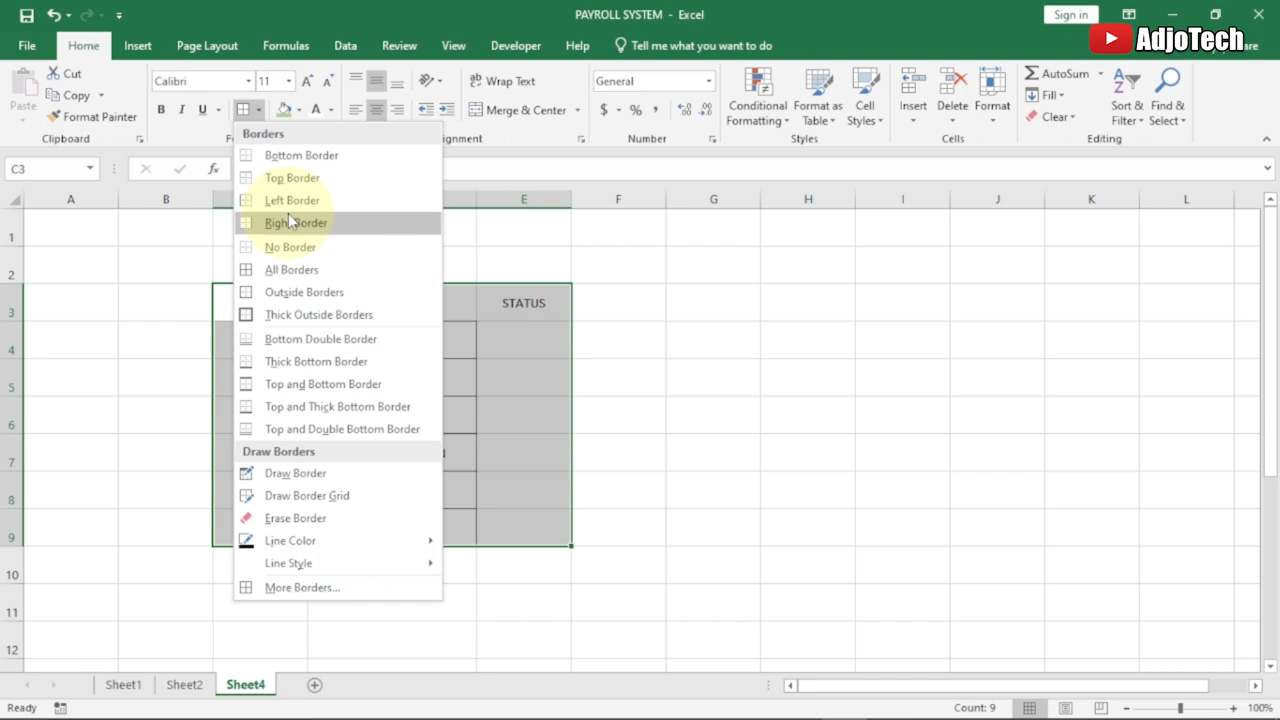 PAYROLL SYSTEM - Excel
Sign in
File Home Insert Page Layout Formulas Data Review View Developer Help Tell me what you want to do
AdjoTech
Paste
Cut
Copy
Format Painter
Clipboard
Calibri 11
B I U A
Wrap Text
Merge & Center
General
$ % ,
Number
Conditional Formatting
Format as Table
Cell Styles
Styles
Insert
Delete
Format
Cells
AutoSum
Fill
Clear
Sort & Filter
Find & Select
Editing
C3
fx
A B E F G H I J K L
1
2
3
4
5
6
7
8
9
10
11
12
STATUS
Borders
Bottom Border
Top Border
Left Border
Right Border
No Border
All Borders
Outside Borders
Thick Outside Borders
Bottom Double Border
Thick Bottom Border
Top and Bottom Border
Top and Thick Bottom Border
Top and Double Bottom Border
Draw Borders
Draw Border
Draw Border Grid
Erase Border
Line Color
Line Style
More Borders...
Sheet1 Sheet2 Sheet4
Ready
Count: 9
100%